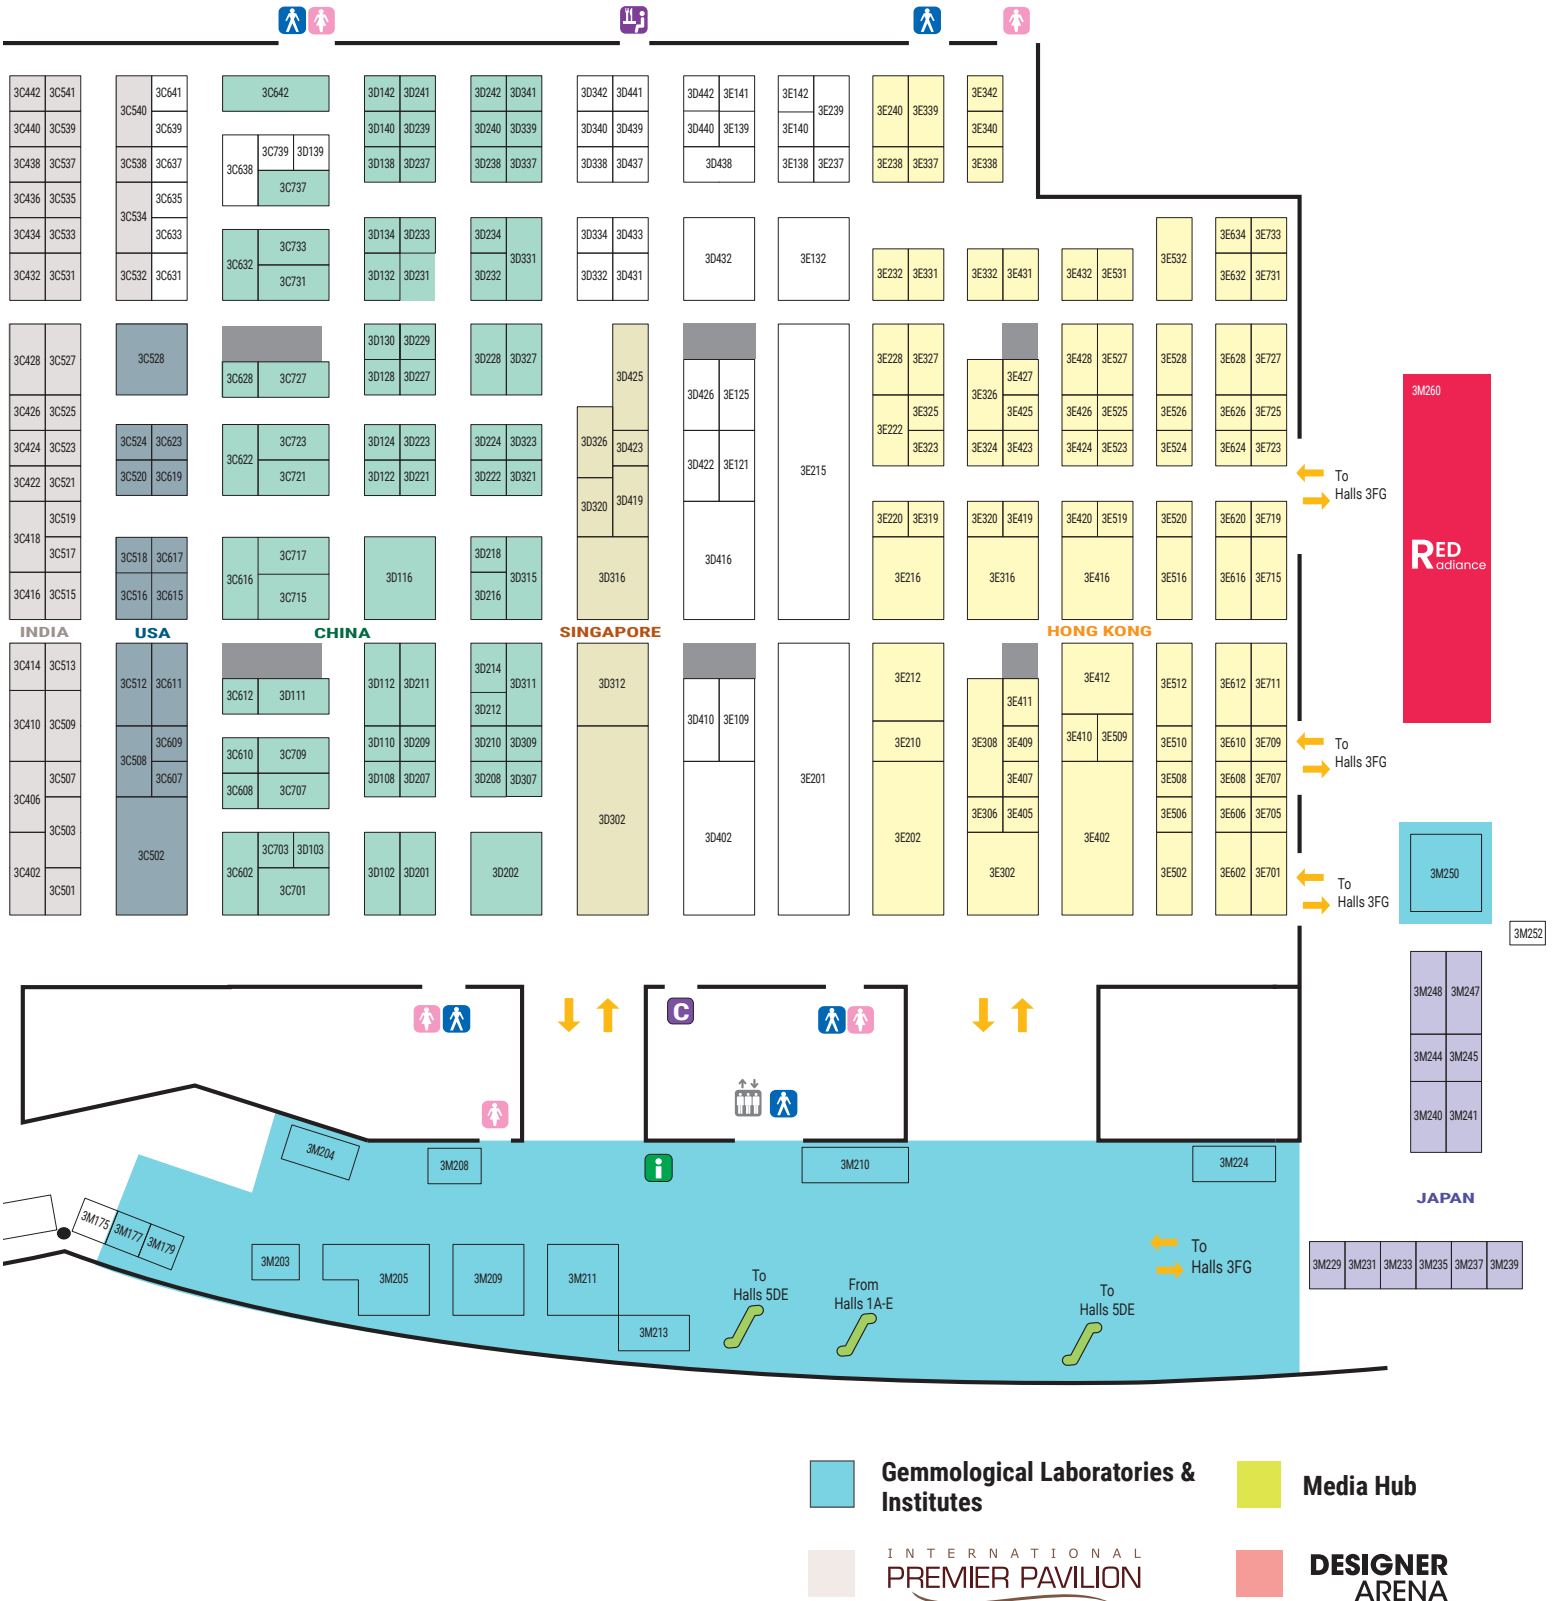 3C442 3C541 3C641 3C642 3D142 3D241 3D242 3D341 3D342 3D441 3D442 3E141 3E142 3E239 3E240 3E339 3E342
3C540
3C440 3C539 3C639 3D140 3D239 3D240 3D339 3D340 3D439 3D440 3E139 3E140 3E340
3C739 3D139
3C438 3C537 3C538 3C637 3C638 3D138 3D237 3D238 3D337 3D338 3D437 3D438 3E138 3E237 3E238 3E337 3E338
3C737
3C436 3C535 3C534 3C635
3C434 3C533 3C633 3C733 3D134 3D233 3D234 3D334 3D433 3E634 3E733
3C632 3D331 3D432 3E132 3E532
3C432 3C531 3C532 3C631 3C731 3D132 3D231 3D232 3D332 3D431 3E232 3E331 3E332 3E431 3E432 3E531 3E632 3E731
3D130 3D229
3C428 3C527 3C528 3D228 3D327 3E228 3E327 3E428 3E527 3E528 3E628 3E727
3C628 3C727 3D128 3D227 3D425 3E427
3M260
3D426 3E125 3E326
3C426 3C525 3E325 3E425 3E426 3E525 3E526 3E626 3E725
3E222
3C424 3C523 3C524 3C623 3C723 3D124 3D223 3D224 3D323 3D326 3D423 3E323 3E324 3E423 3E424 3E523 3E524 3E624 3E723
3C622 3D422 3E121 3E215
3C422 3C521 3C520 3C619 3C721 3D122 3D221 3D222 3D321
To
Halls 3FG
3D320 3D419
3C418 3C519 3E220 3E319 3E320 3E419 3E420 3E519 3E520 3E620 3E719
3C517 3C518 3C617 3C717 3D218 3D416
RED
adiance
3C616 3D116 3D315 3D316 3E216 3E316 3E416 3E516 3E616 3E715
3C416 3C515 3C516 3C615 3C715 3D216
INDIA USA CHINA SINGAPORE HONG KONG
3C414 3C513 3D214 3E212 3E412
3C512 3C611 3D112 3D211 3D311 3D312 3E512 3E612 3E711
3C612 3D111 3D212 3E411
3C410 3C509 3D410 3E109
3C508 3C609 3D110 3D209 3D210 3D309 3E210 3E308 3E409 3E410 3E509 3E510 3E610 3E709
To
Halls 3FG
3C610 3C709
3C507 3C607 3D108 3D207 3D208 3D307 3E201 3E407 3E508 3E608 3E707
3C406 3C608 3C707
3C503 3D302 3E306 3E405 3E506 3E606 3E705
3C502 3C703 3D103 3D402 3E202 3E402
3C402 3C602 3D102 3D201 3D202 3E302 3E502 3E602 3E701 3M250
3C501 3C701
To
Halls 3FG
3M252
3M248 3M247
C
3M244 3M245
3M240 3M241
3M204 3M208 i 3M210 3M224
JAPAN
3M175 3M177 3M179
3M203 3M205 3M209 3M211
To
Halls 3FG
3M229 3M231 3M233 3M235 3M237 3M239
To
Halls 5DE
From
Halls 1A-E
To
Halls 5DE
3M213
Gemmological Laboratories &
Institutes
Media Hub
INTERNATIONAL
PREMIER PAVILION
DESIGNER
ARENA